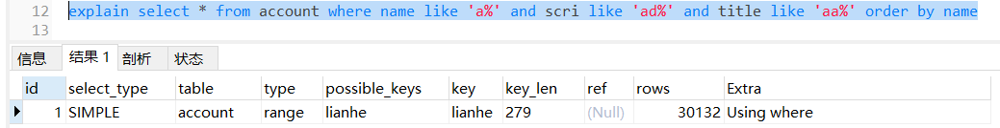 12 explain select * from account where name like 'a%' and scri like 'ad%' and title like 'aa%' order by name
13
信息 结果 1 剖析 状态
id select_type table type possible_keys key key_len ref rows Extra
1 SIMPLE account range lianhe lianhe 279 (Null) 30132 Using where